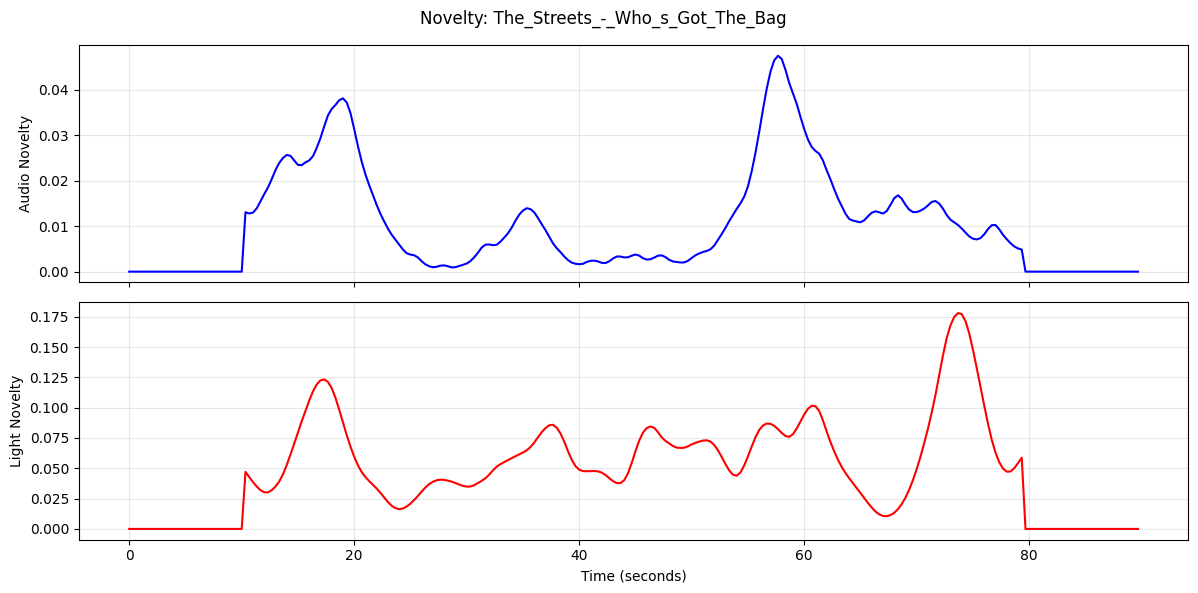 Novelty: The_Streets_-_Who_s_Got_The_Bag
Audio Novelty
0.04
0.03
0.02
0.01
0.00
Light Novelty
0.175
0.150
0.125
0.100
0.075
0.050
0.025
0.000
0 20 40 60 80
Time (seconds)